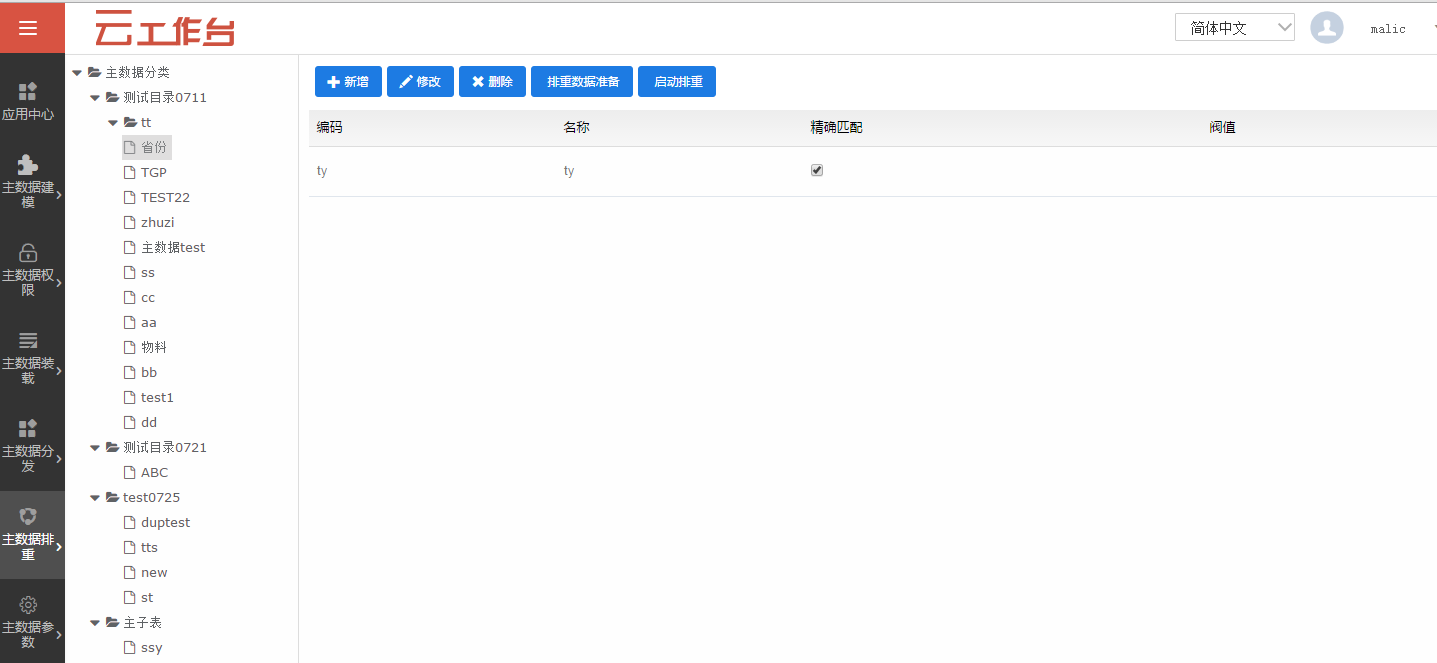 云工作台
简体中文
malic
应用中心
主数据建
模
主数据权
限
主数据装
载
主数据分
发
主数据排
重
主数据参
数
主数据分类
测试目录0711
tt
省份
TGP
TEST22
zhuzi
主数据test
ss
cc
aa
物料
bb
test1
dd
测试目录0721
ABC
test0725
duptest
tts
new
st
主子表
ssy
新增 修改 删除 排重数据准备 启动排重
编码 名称 精确匹配 阀值
ty ty